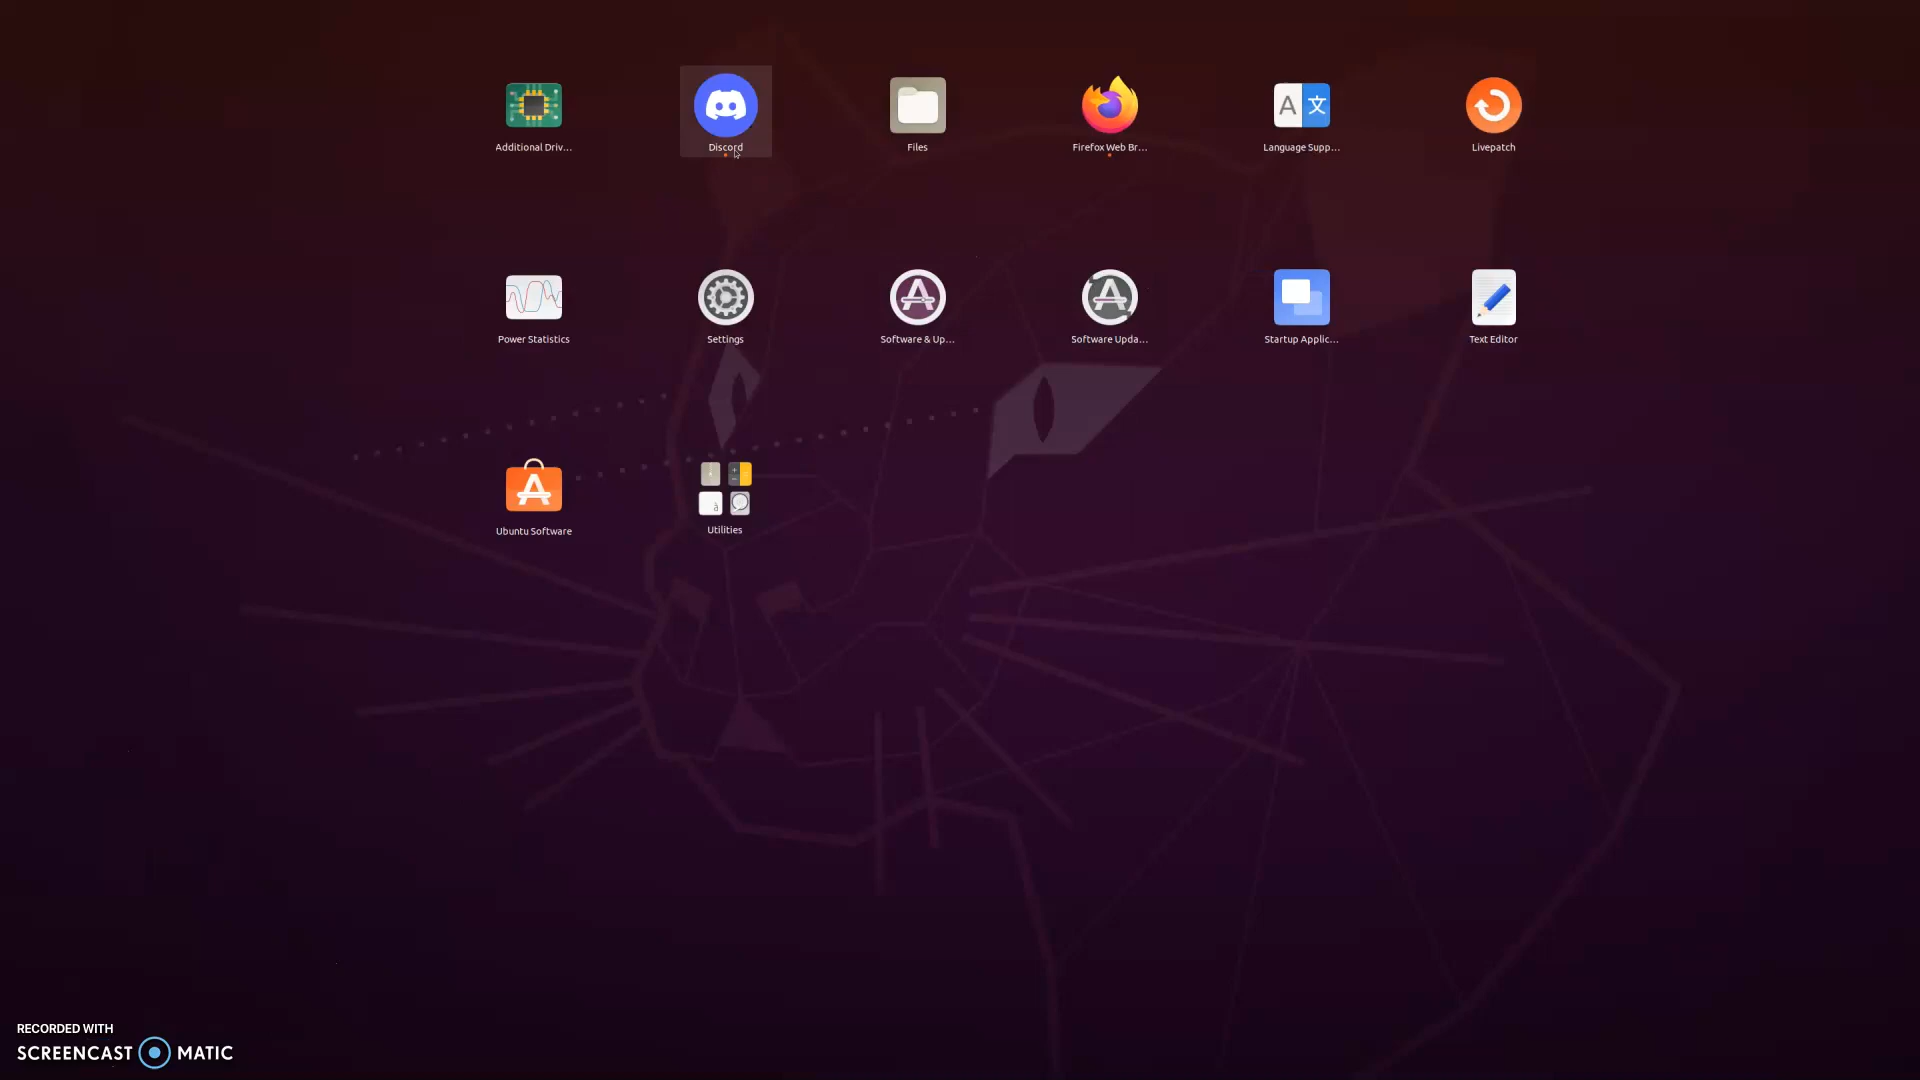 Additional Driv...
Discord
Files
Firefox Web Br...
Language Supp...
Livepatch
Power Statistics
Settings
Software & Up...
Software Upda...
Startup Applic...
Text Editor
Ubuntu Software
Utilities
RECORDED WITH
SCREENCAST MATIC